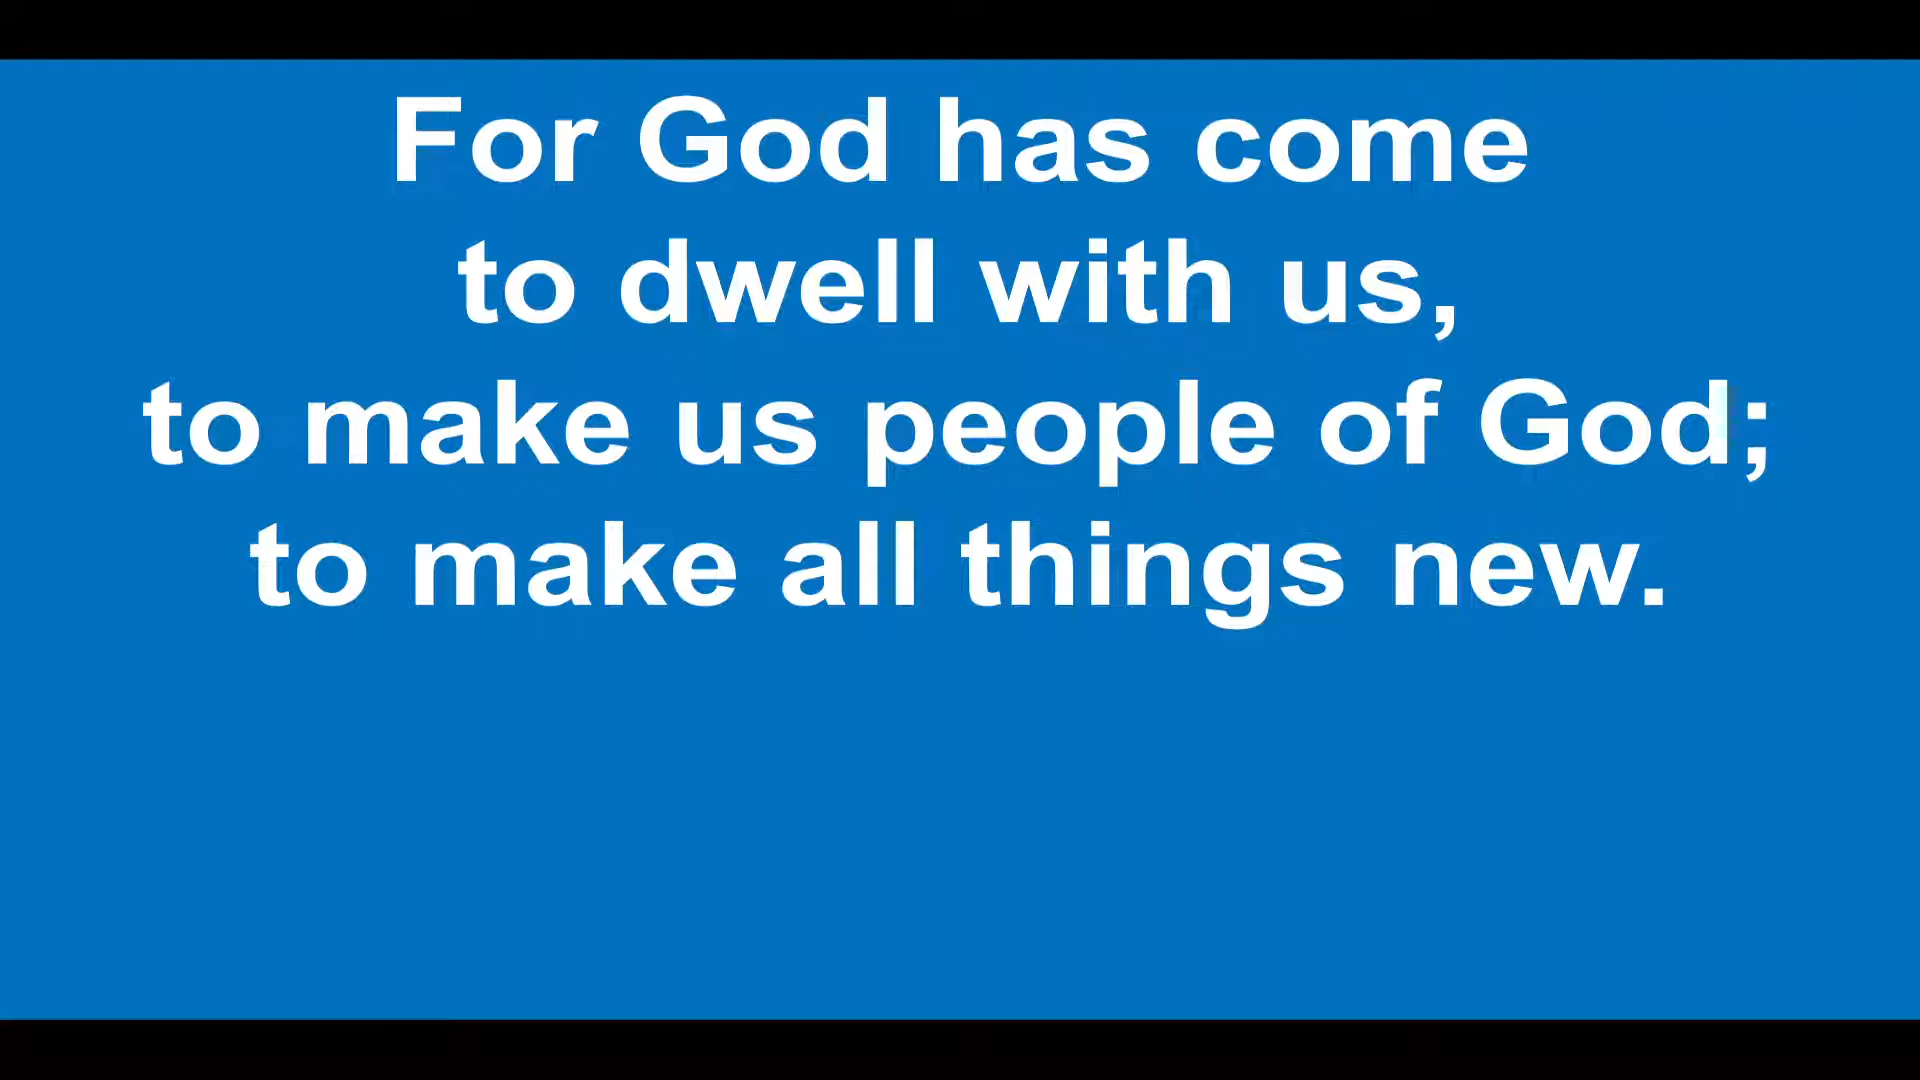 For God has come
to dwell with us,
to make us people of God;
to make all things new.